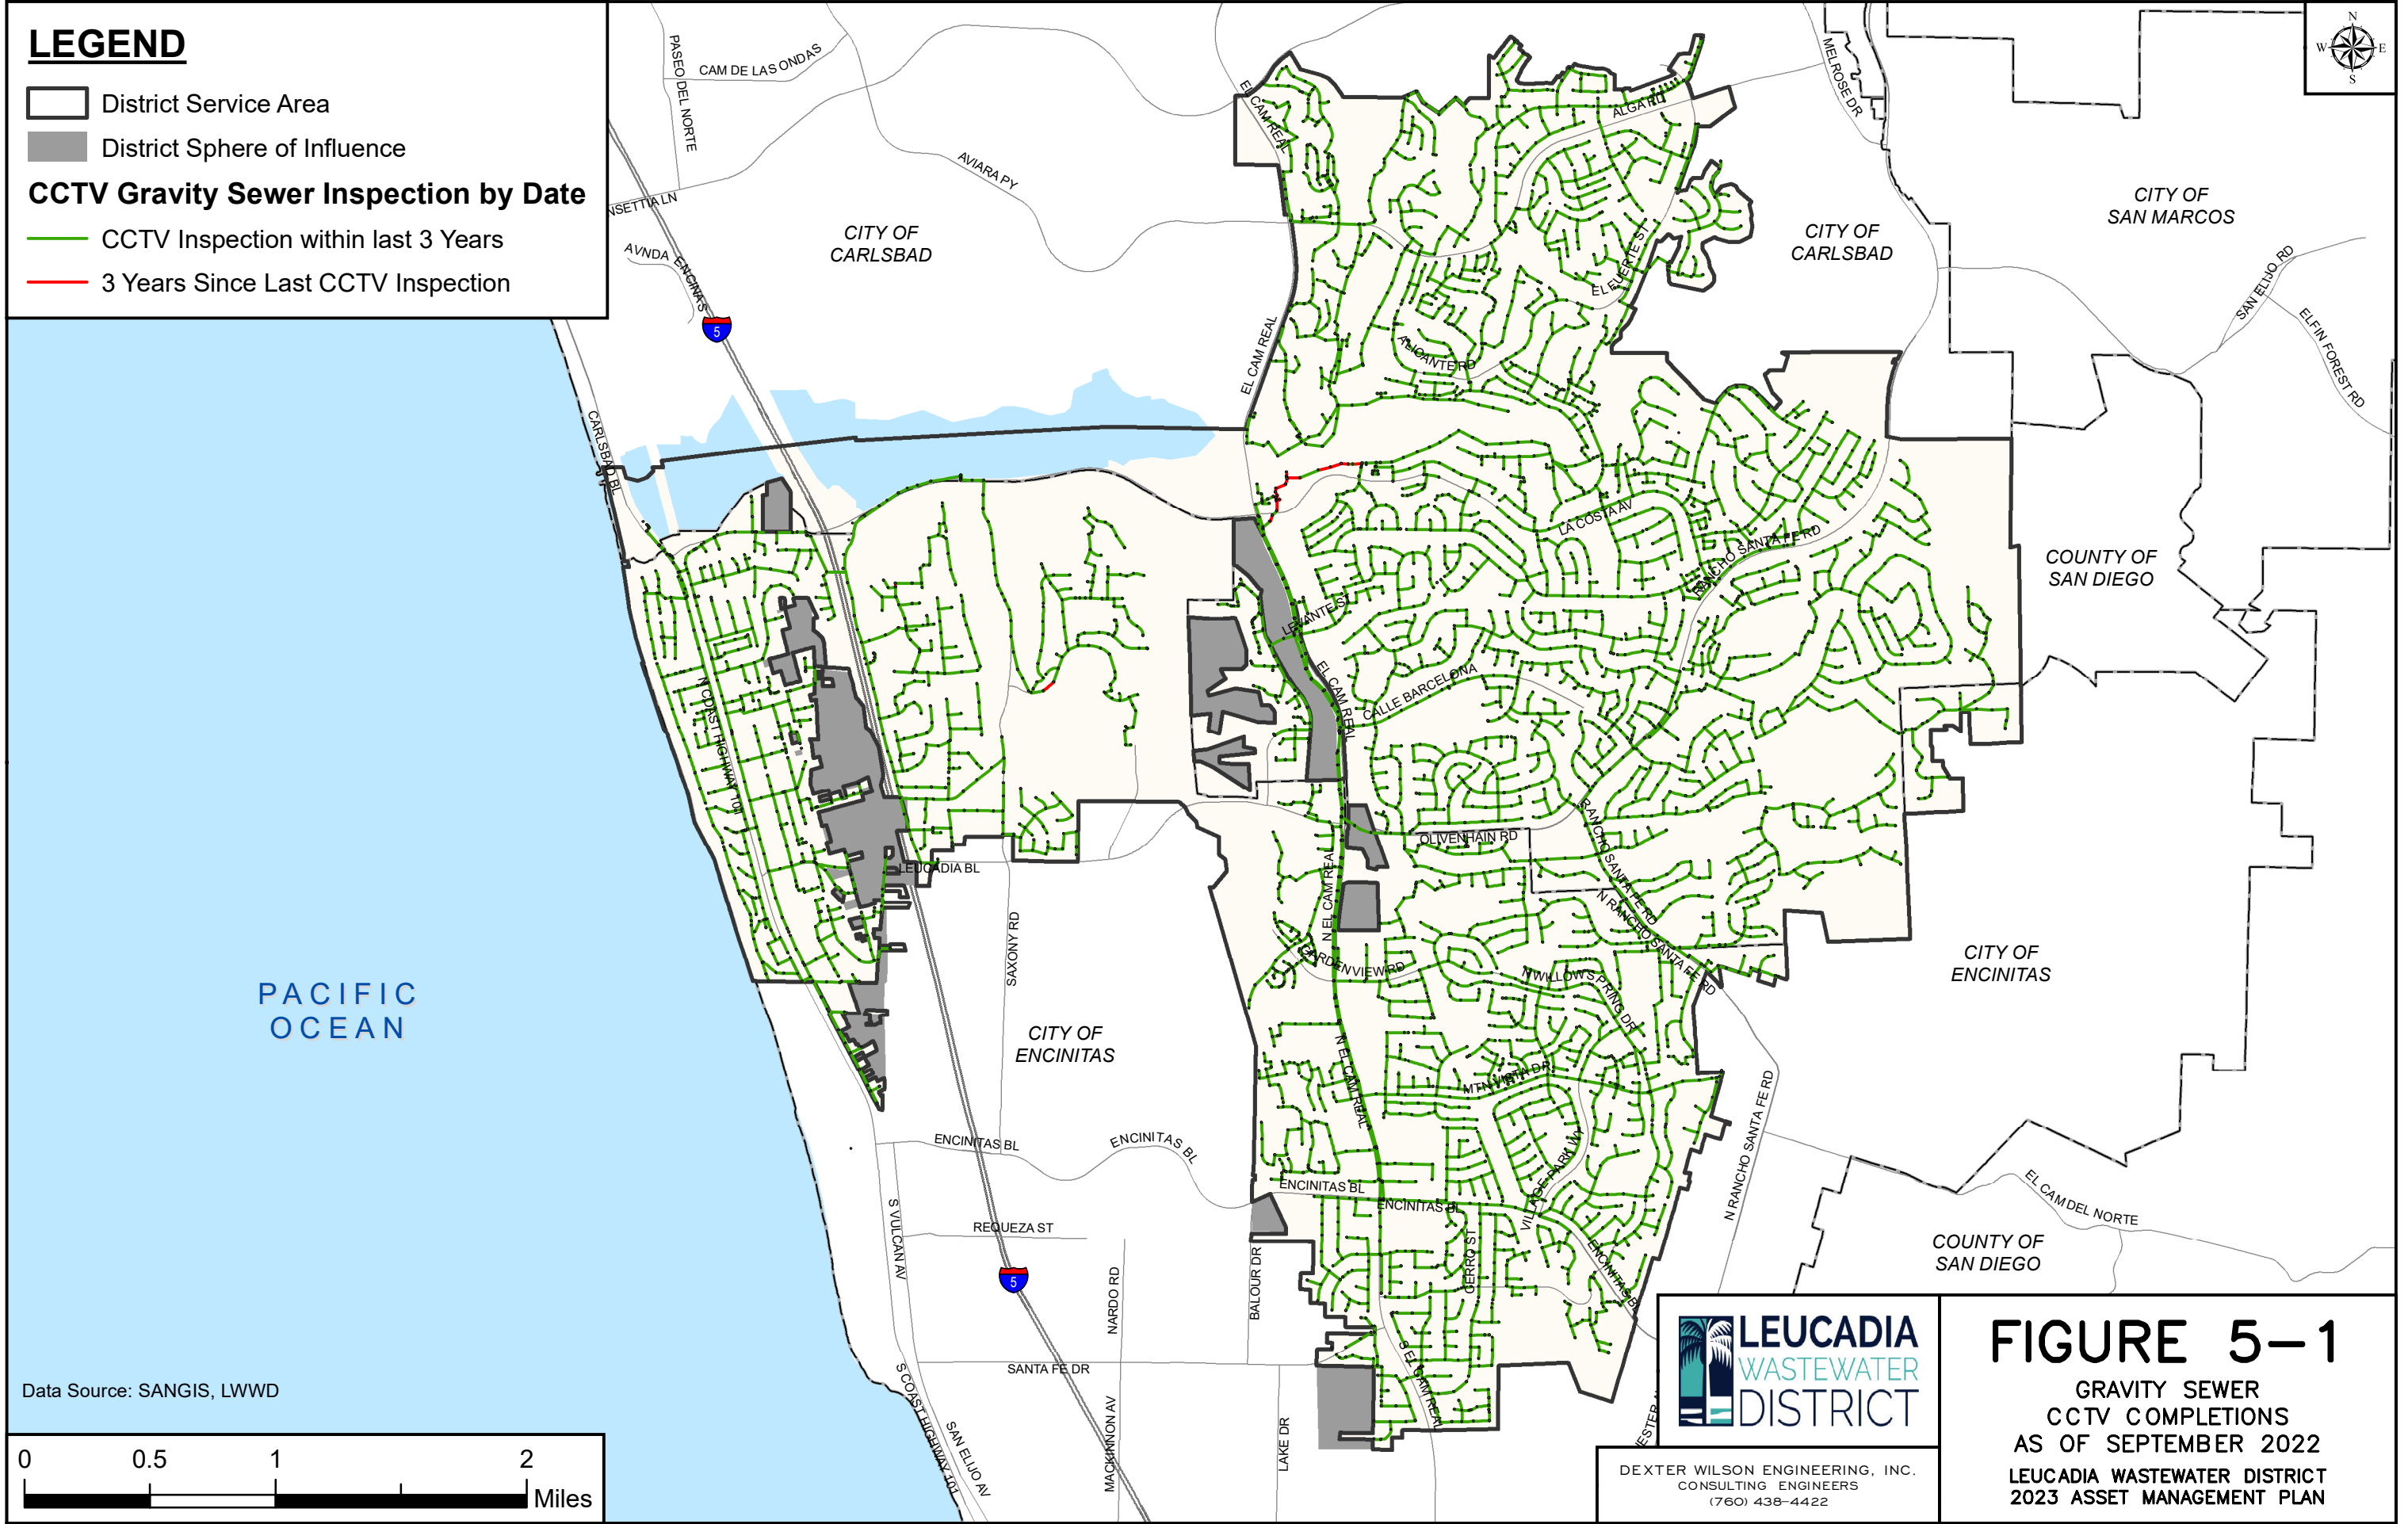 LEGEND
District Service Area
District Sphere of Influence
CCTV Gravity Sewer Inspection by Date
CCTV Inspection within last 3 Years
3 Years Since Last CCTV Inspection
N
W
E
S
PASEO DEL NORTE
CAM DE LAS ONDAS
NSETTIA LN
AVNDA ENCINAS
AVIARA PY
5
CITY OF
CARLSBAD
EL CAM REAL
ALGA RD
MELROSE DR
EL FUERTE ST
CITY OF
CARLSBAD
CITY OF
SAN MARCOS
SAN ELIJO RD
ELFIN FOREST RD
EL CAM REAL
ALICANTE RD
CARLSBAD BL
LA COSTA AV
RANCHO SANTA FE RD
COUNTY OF
SAN DIEGO
LEVANTE ST
EL CAM REAL
CALLE BARCELONA
N COAST HIGHWAY 101
OLIVENHAIN RD
RANCHO SANTA FE RD
N RANCHO SANTA FE RD
LEUCADIA BL
N EL CAM REAL
SAXONY RD
GARDENVIEW RD
N WILLOWSPRING DR
CITY OF
ENCINITAS
PACIFIC
OCEAN
CITY OF
ENCINITAS
N EL CAM REAL
MTN VISTA DR
N RANCHO SANTA FE RD
VILLAGE PARK WY
ENCINITAS BL
ENCINITAS BL
ENCINITAS BL
ENCINITAS BL
ENCINITAS BL
EL CAM DEL NORTE
COUNTY OF
SAN DIEGO
S VULCAN AV
REQUEZA ST
5
NARDO RD
BALOUR DR
CERRO ST
SANTA FE DR
S EL CAM REAL
MACKINNON AV
LAKE DR
S COAST HIGHWAY 101
SAN ELIJO AV
Data Source: SANGIS, LWWD
0
0.5
1
2
Miles
LEUCADIA
WASTEWATER
DISTRICT
DEXTER WILSON ENGINEERING, INC.
CONSULTING ENGINEERS
(760) 438-4422
FIGURE 5-1
GRAVITY SEWER
CCTV COMPLETIONS
AS OF SEPTEMBER 2022
LEUCADIA WASTEWATER DISTRICT
2023 ASSET MANAGEMENT PLAN